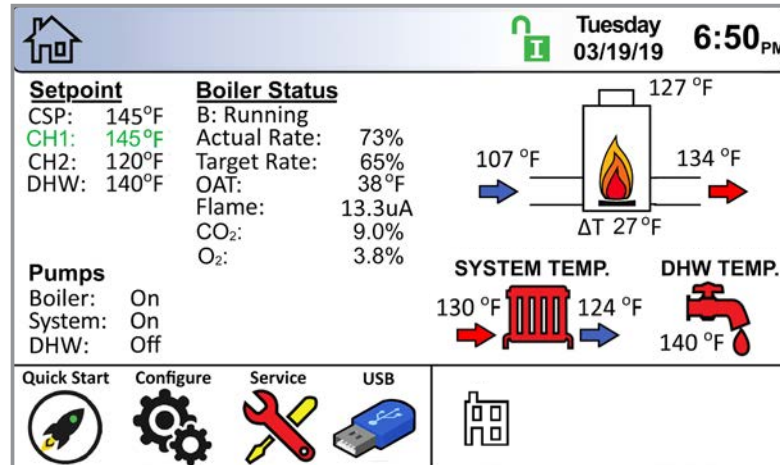 Tuesday
03/19/19
6:50 PM
I
Setpoint
CSP: 145°F
CH1: 145°F
CH2: 120°F
DHW: 140°F
Boiler Status
B: Running
Actual Rate: 73%
Target Rate: 65%
OAT: 38°F
Flame: 13.3uA
CO₂: 9.0%
O₂: 3.8%
127 °F
107 °F
134 °F
ΔT 27°F
Pumps
Boiler: On
System: On
DHW: Off
SYSTEM TEMP.
130 °F
124 °F
DHW TEMP.
140 °F
Quick Start
Configure
Service
USB